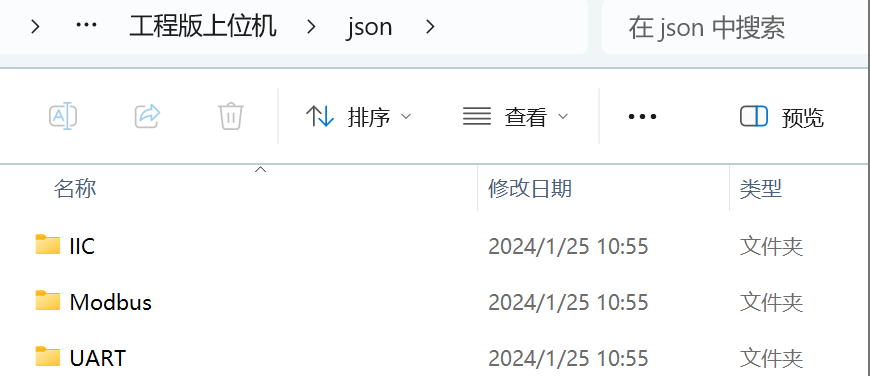 … 工程版上位机 json 在 json 中搜索
排序 查看 … 预览
名称 修改日期 类型
IIC 2024/1/25 10:55 文件夹
Modbus 2024/1/25 10:55 文件夹
UART 2024/1/25 10:55 文件夹